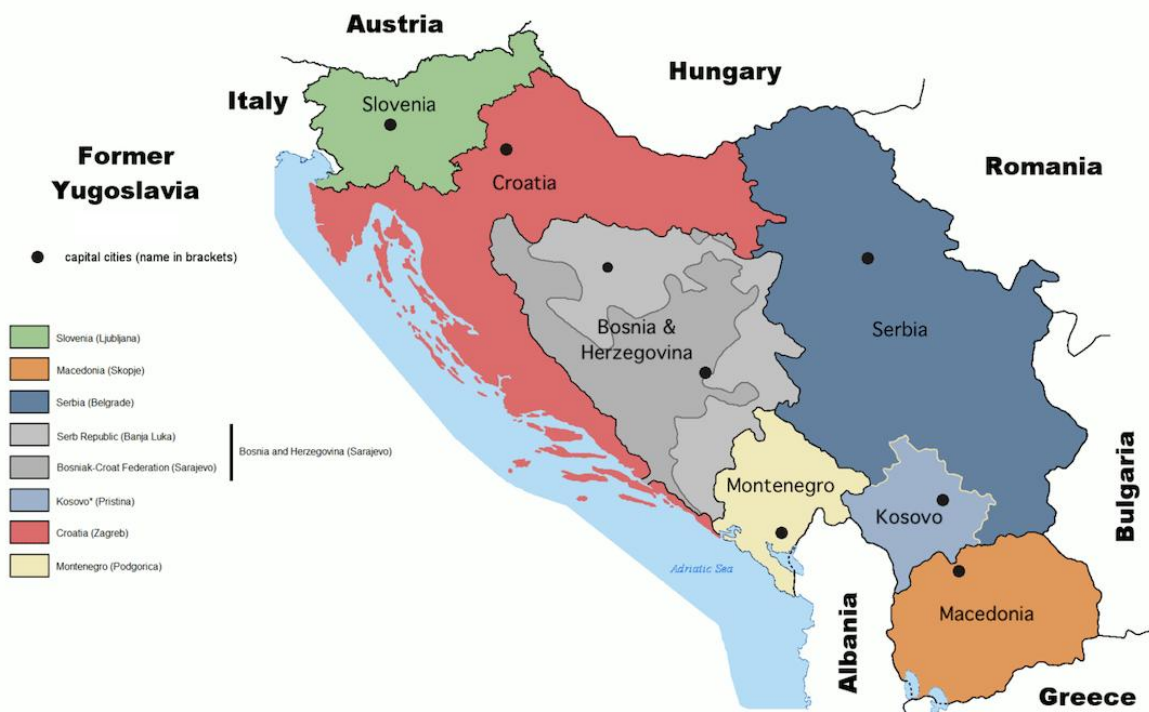 Austria
Hungary
Italy
Slovenia
Former
Yugoslavia
Romania
Croatia
capital cities (name in brackets)
Bosnia &
Herzegovina
Serbia
Slovenia (Ljubljana)
Macedonia (Skopje)
Serbia (Belgrade)
Serb Republic (Banja Luka)
Bosnia and Herzegovina (Sarajevo)
Bosniak-Croat Federation (Sarajevo)
Kosovo* (Pristina)
Croatia (Zagreb)
Montenegro (Podgorica)
Montenegro
Kosovo
Bulgaria
Adriatic Sea
Macedonia
Albania
Greece